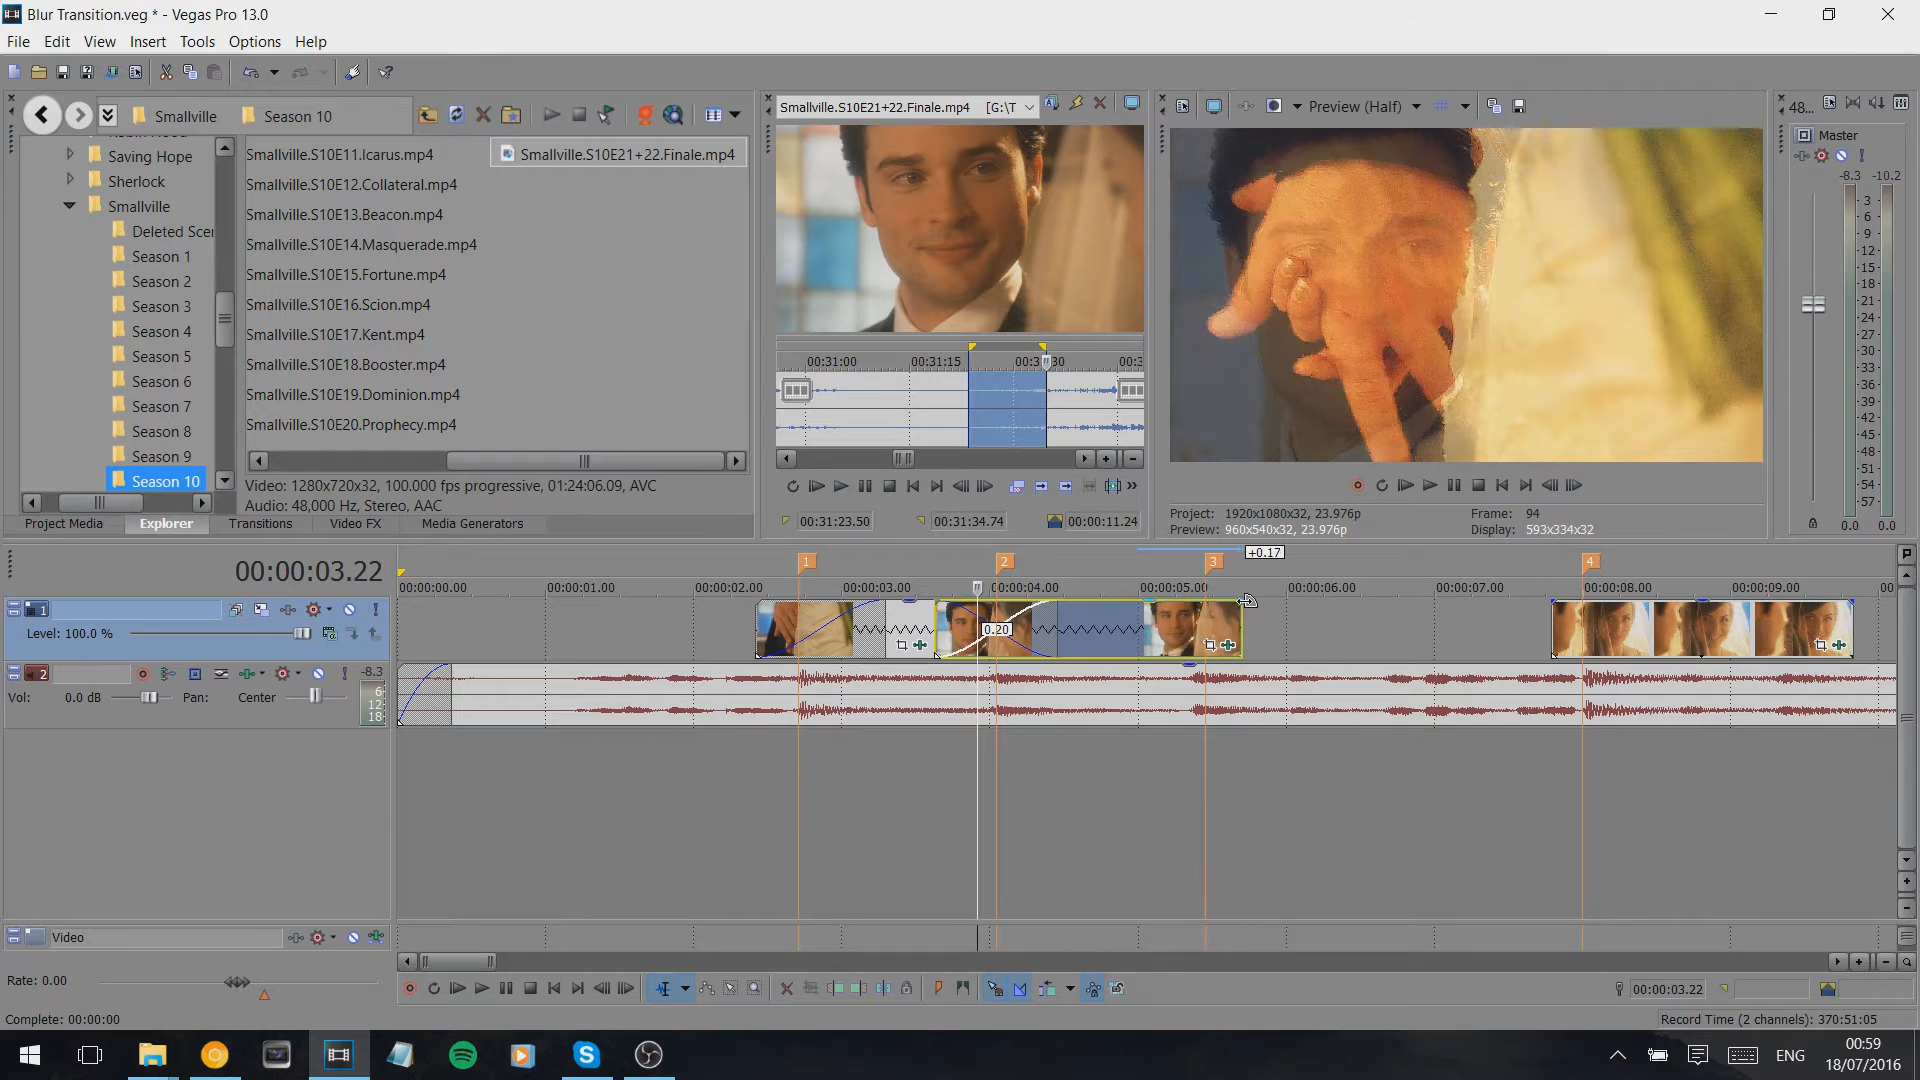 Blur Transition.veg * - Vegas Pro 13.0
File Edit View Insert Tools Options Help
Smallville Season 10
Smallville.S10E21+22.Finale.mp4 [G:\T
Preview (Half)
48...
Saving Hope
Sherlock
Smallville
Deleted Scer
Season 1
Season 2
Season 3
Season 4
Season 5
Season 6
Season 7
Season 8
Season 9
Season 10
Smallville.S10E11.Icarus.mp4
Smallville.S10E12.Collateral.mp4
Smallville.S10E13.Beacon.mp4
Smallville.S10E14.Masquerade.mp4
Smallville.S10E15.Fortune.mp4
Smallville.S10E16.Scion.mp4
Smallville.S10E17.Kent.mp4
Smallville.S10E18.Booster.mp4
Smallville.S10E19.Dominion.mp4
Smallville.S10E20.Prophecy.mp4
Smallville.S10E21+22.Finale.mp4
Video: 1280x720x32, 100.000 fps progressive, 01:24:06.09, AVC
Audio: 48,000 Hz, Stereo, AAC
Project Media Explorer Transitions Video FX Media Generators
00:31:00 00:31:15
00:31:23.50 00:31:34.74 00:00:11.24
Project: 1920x1080x32, 23.976p
Preview: 960x540x32, 23.976p
Frame: 94
Display: 593x334x32
Master
-8.3 -10.2
3
6
9
12
15
18
21
24
27
30
33
36
39
42
45
48
51
54
57
0.0 0.0
00:00:03.22
1 2 3 +0.17 4
00:00:00.00 00:00:01.00 00:00:02.00 00:00:03.00 00:00:04.00 00:00:05.00 00:00:06.00 00:00:07.00 00:00:08.00 00:00:09.00 00
1
Level: 100.0 %
0.20
2
-8.3
Vol: 0.0 dB Pan: Center
6
12
18
Video
Rate: 0.00
00:00:03.22
Complete: 00:00:00
Record Time (2 channels): 370:51:05
ENG
00:59
18/07/2016